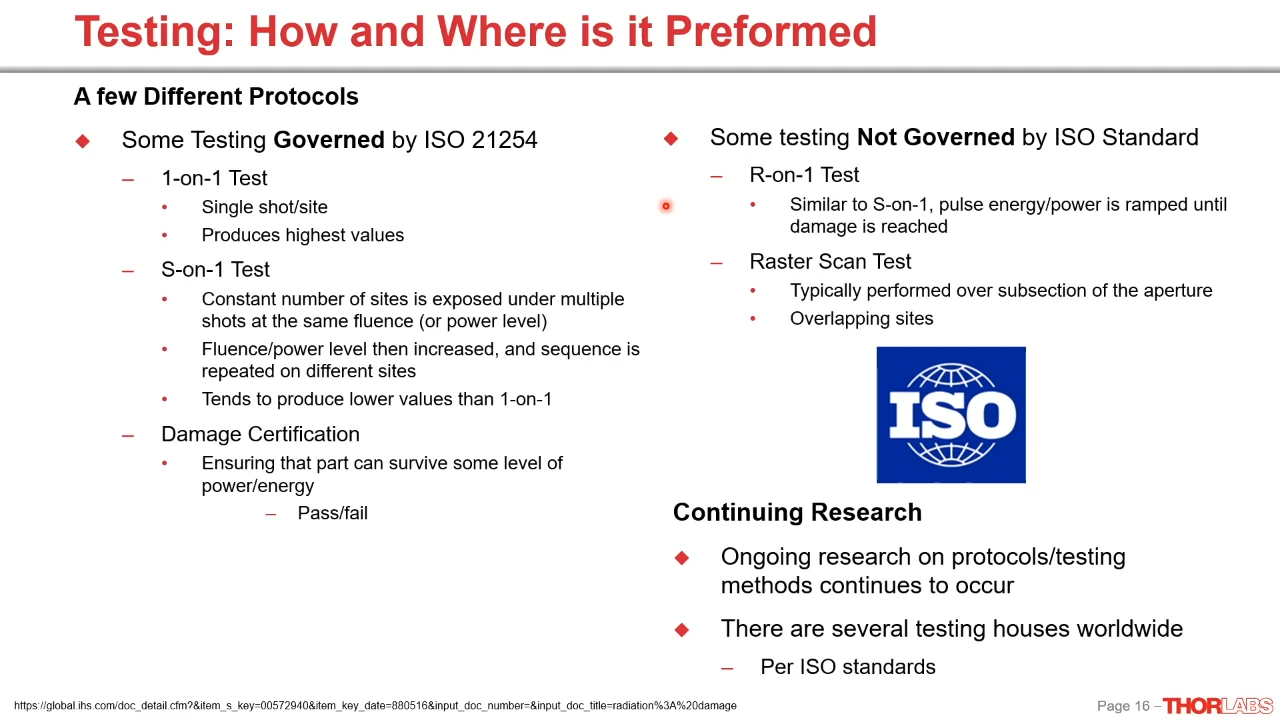 Testing: How and Where is it Preformed
A few Different Protocols
Some Testing Governed by ISO 21254
– 1-on-1 Test
• Single shot/site
• Produces highest values
– S-on-1 Test
• Constant number of sites is exposed under multiple
shots at the same fluence (or power level)
• Fluence/power level then increased, and sequence is
repeated on different sites
• Tends to produce lower values than 1-on-1
– Damage Certification
• Ensuring that part can survive some level of
power/energy
– Pass/fail
Some testing Not Governed by ISO Standard
– R-on-1 Test
• Similar to S-on-1, pulse energy/power is ramped until
damage is reached
– Raster Scan Test
• Typically performed over subsection of the aperture
• Overlapping sites
ISO
Continuing Research
Ongoing research on protocols/testing
methods continues to occur
There are several testing houses worldwide
– Per ISO standards
https://global.ihs.com/doc_detail.cfm?&item_s_key=00572940&item_key_date=880516&input_doc_number=&input_doc_title=radiation%3A%20damage
Page 16 – THORLABS